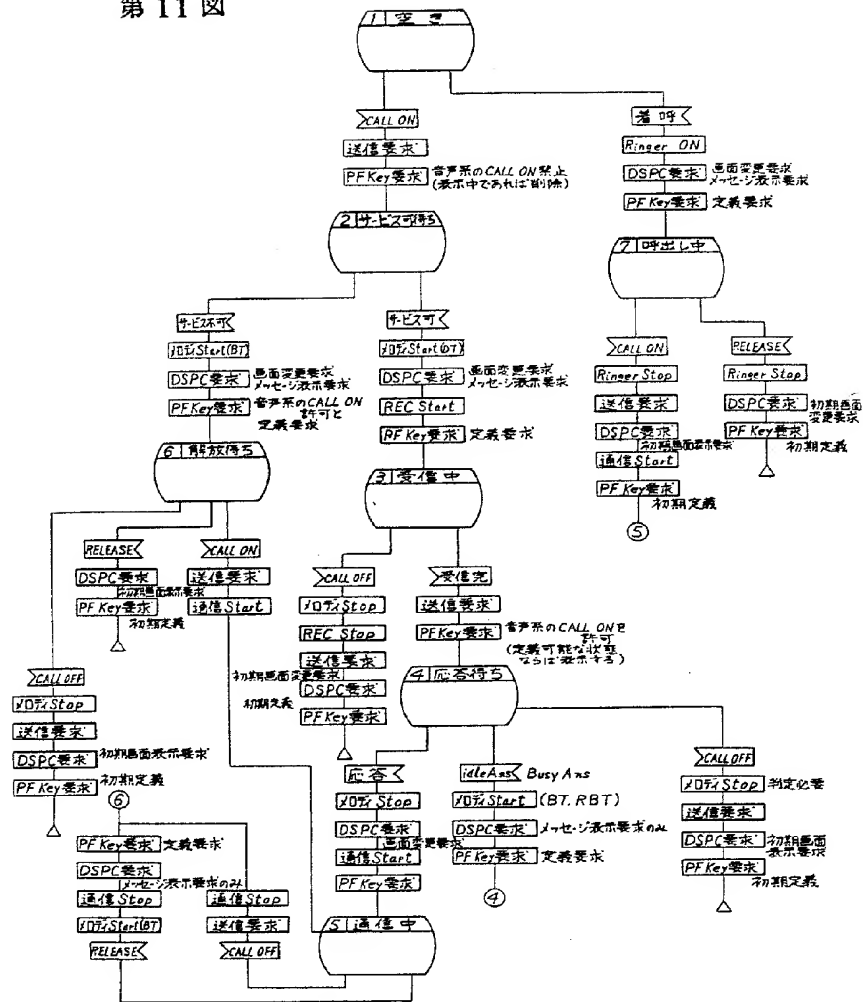 第11図
1 空き
CALL ON
送信要求
PF Key要求 音声系のCALL ON 禁止
(表示中であれば削除)
着呼
Ringer ON
DSPC要求 画面変更要求
メッセージ表示要求
PF Key要求 定義要求
2 サービス可待ち
7 呼出し中
サービス不可
メロディStart(BT)
DSPC要求 画面変更要求
メッセージ表示要求
PF Key要求 音声系のCALL ON
許可と
定義要求
サービス可
メロディStart(DT)
DSPC要求 画面変更要求
メッセージ表示要求
REC Start
PF Key要求 定義要求
CALL ON
Ringer Stop
送信要求
DSPC要求
初期画面表示要求
通信Start
PF Key要求
初期定義
⑤
RELEASE
Ringer Stop
DSPC要求 初期画面
変更要求
PF Key要求
初期定義
6 解放待ち
3 受信中
RELEASE
DSPC要求
初期画面表示要求
PF Key要求
初期定義
CALL ON
送信要求
通信Start
CALL OFF
メロディStop
REC Stop
送信要求
初期画面変更要求
DSPC要求
初期定義
PF Key要求
受信完
送信要求
PF Key要求 音声系のCALL ONを
許可
(定義可能な状態
ならば表示する)
4 応答待ち
CALL OFF
メロディStop
送信要求
DSPC要求 初期画面表示要求
PF Key要求 初期定義
応答
メロディStop
DSPC要求
画面変更要求
通信Start
PF Key要求
idle Ans Busy Ans
メロディStart (BT. RBT)
DSPC要求 メッセージ表示要求のみ
PF Key要求 定義要求
④
CALL OFF
メロディStop 判定必要
送信要求
DSPC要求 初期画面
表示要求
PF Key要求
初期定義
⑥
PF Key要求 定義要求
DSPC要求
メッセージ表示要求のみ
通信Stop
メロディStart(BT
RELEASE
通信Stop
送信要求
CALL OFF
5 通信中